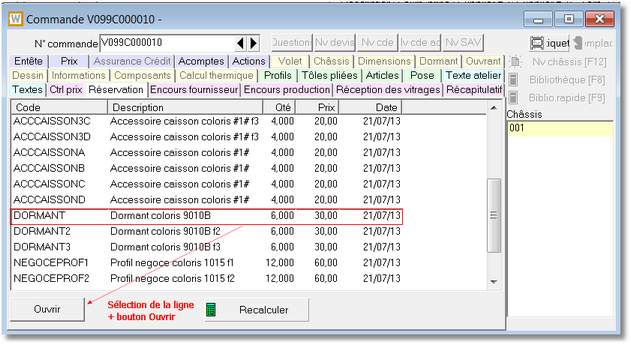 Commande V099C000010 -
N° commande V099C000010 Question Nv devis Nv cde Nv SAV
Entête Prix Assurance Crédit Acomptes Actions Volet Châssis Dimensions Dormant Ouvrant
Dessin Informations Composants Calcul thermique Profils Tôles pliées Articles Pose Texte atelier
Textes Ctrl prix Réservation Encours fournisseur Encours production Réception des vitrages Récapitulatif
Nv châssis [F12]
Bibliothèque [F8]
Biblio.rapide [F9]
Châssis
001
Code Description Qté Prix Date
ACCCAISSON3C Accessoire caisson coloris #1# f3 4,000 20,00 21/07/13
ACCCAISSON3D Accessoire caisson coloris #1# f3 4,000 20,00 21/07/13
ACCCAISSONA Accessoire caisson coloris #1# 4,000 20,00 21/07/13
ACCCAISSONB Accessoire caisson coloris #1# 4,000 20,00 21/07/13
ACCCAISSONC Accessoire caisson coloris #1# 4,000 20,00 21/07/13
ACCCAISSOND Accessoire caisson coloris #1# 4,000 20,00 21/07/13
DORMANT Dormant coloris 9010B 6,000 30,00 21/07/13
DORMANT2 Dormant coloris 9010B f2 6,000 30,00 21/07/13
DORMANT3 Dormant coloris 9010B f3 6,000 30,00 21/07/13
NEGOCEPROF1 Profil negoce coloris 1015 f1 12,000 60,00 21/07/13
NEGOCEPROF2 Profil negoce coloris 1015 f2 12,000 60,00 21/07/13
Ouvrir
Sélection de la ligne
+ bouton Ouvrir
Recalculer